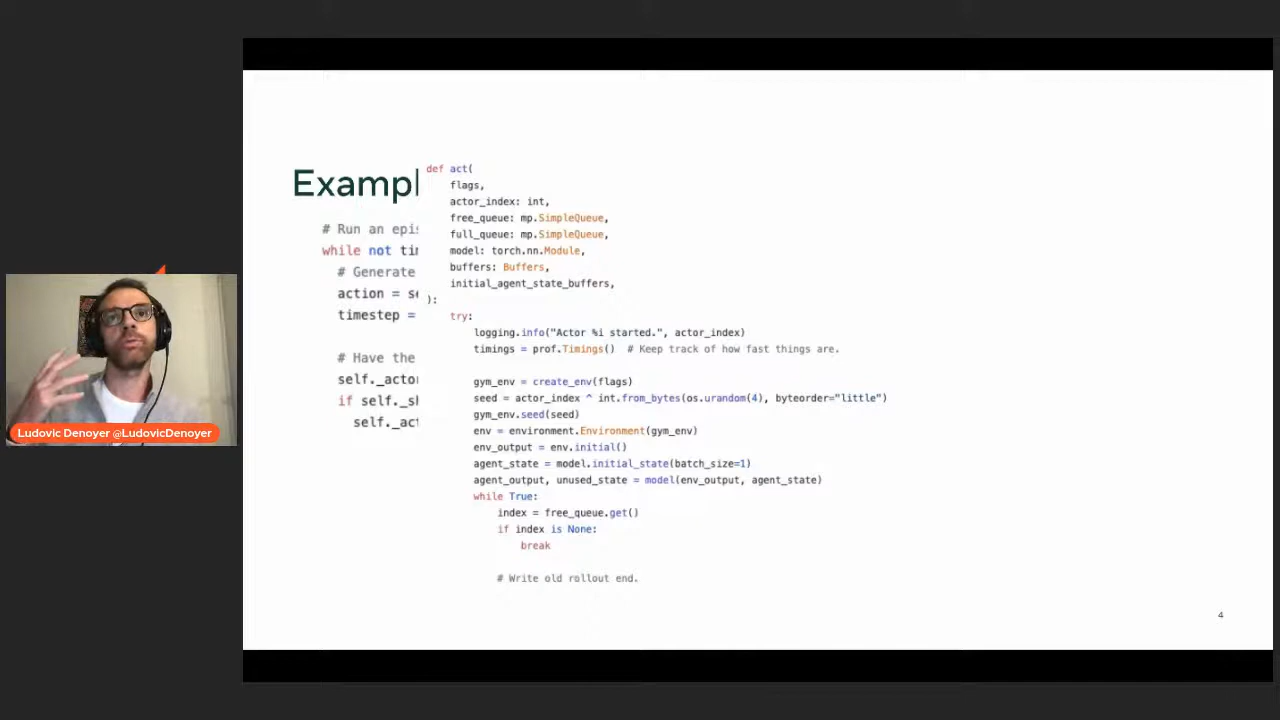 Exampl
# Run an epi
while not ti
# Generate
action = se
timestep =
# Have the
self._acto
if self._sh
self._act
def act(
flags,
actor_index: int,
free_queue: mp.SimpleQueue,
full_queue: mp.SimpleQueue,
model: torch.nn.Module,
buffers: Buffers,
initial_agent_state_buffers,
):
try:
logging.info("Actor %i started.", actor_index)
timings = prof.Timings() # Keep track of how fast things are.
gym_env = create_env(flags)
seed = actor_index ^ int.from_bytes(os.urandom(4), byteorder="little")
gym_env.seed(seed)
env = environment.Environment(gym_env)
env_output = env.initial()
agent_state = model.initial_state(batch_size=1)
agent_output, unused_state = model(env_output, agent_state)
while True:
index = free_queue.get()
if index is None:
break
# Write old rollout end.
4
Ludovic Denoyer @LudovicDenoyer